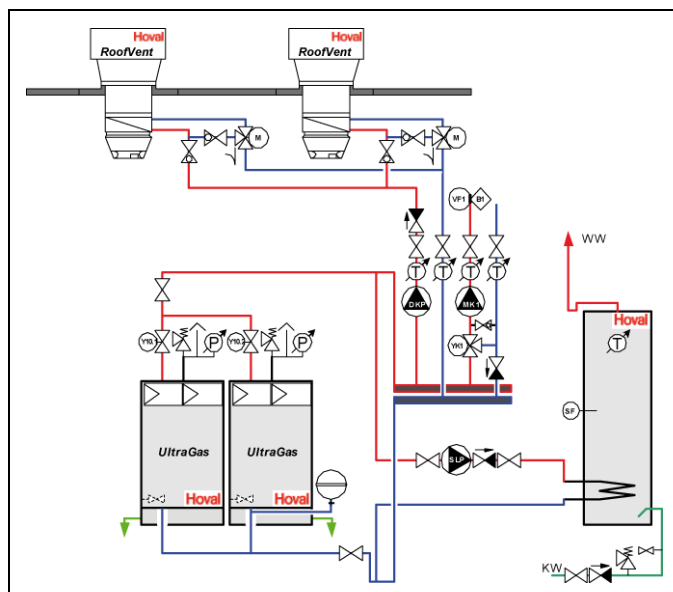 Hoval
RoofVent
Hoval
RoofVent
M
M
VF1
B1
T
T
T
T
WW
DKP
MK1
Hoval
T
Y10.1
P
Y10.2
P
YK1
SF
UltraGas
UltraGas
SLP
Hoval
Hoval
KW